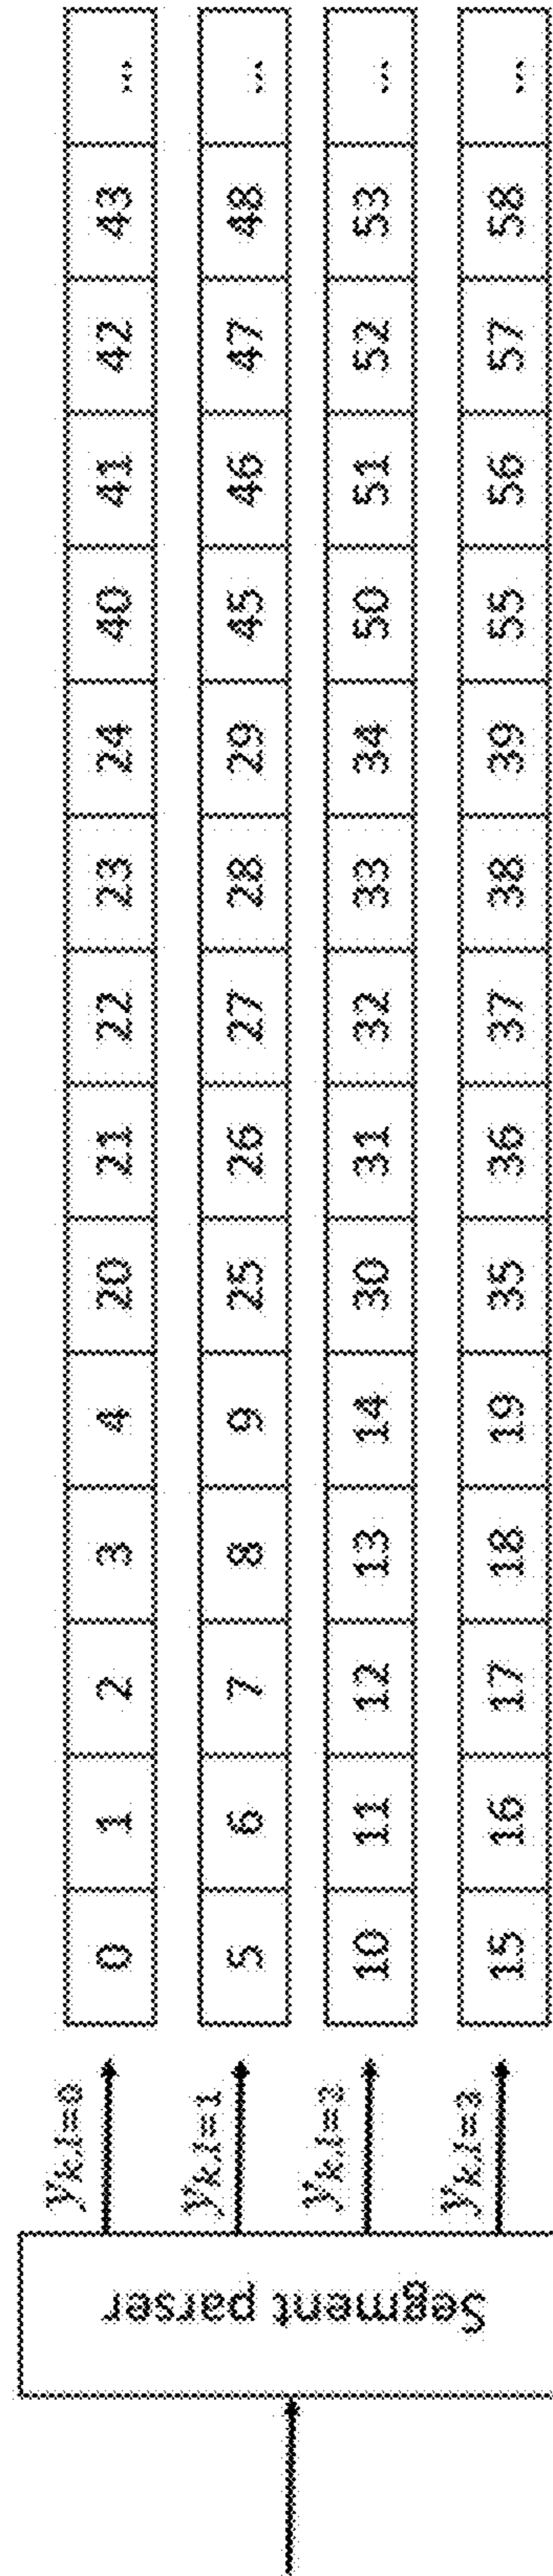 Segment parser
y_{k,l=0}
0 1 2 3 4 20 21 22 23 24 40 41 42 43 ...
y_{k,l=1}
5 6 7 8 9 25 26 27 28 29 45 46 47 48 ...
y_{k,l=2}
10 11 12 13 14 30 31 32 33 34 50 51 52 53 ...
y_{k,l=3}
15 16 17 18 19 35 36 37 38 39 55 56 57 58 ...